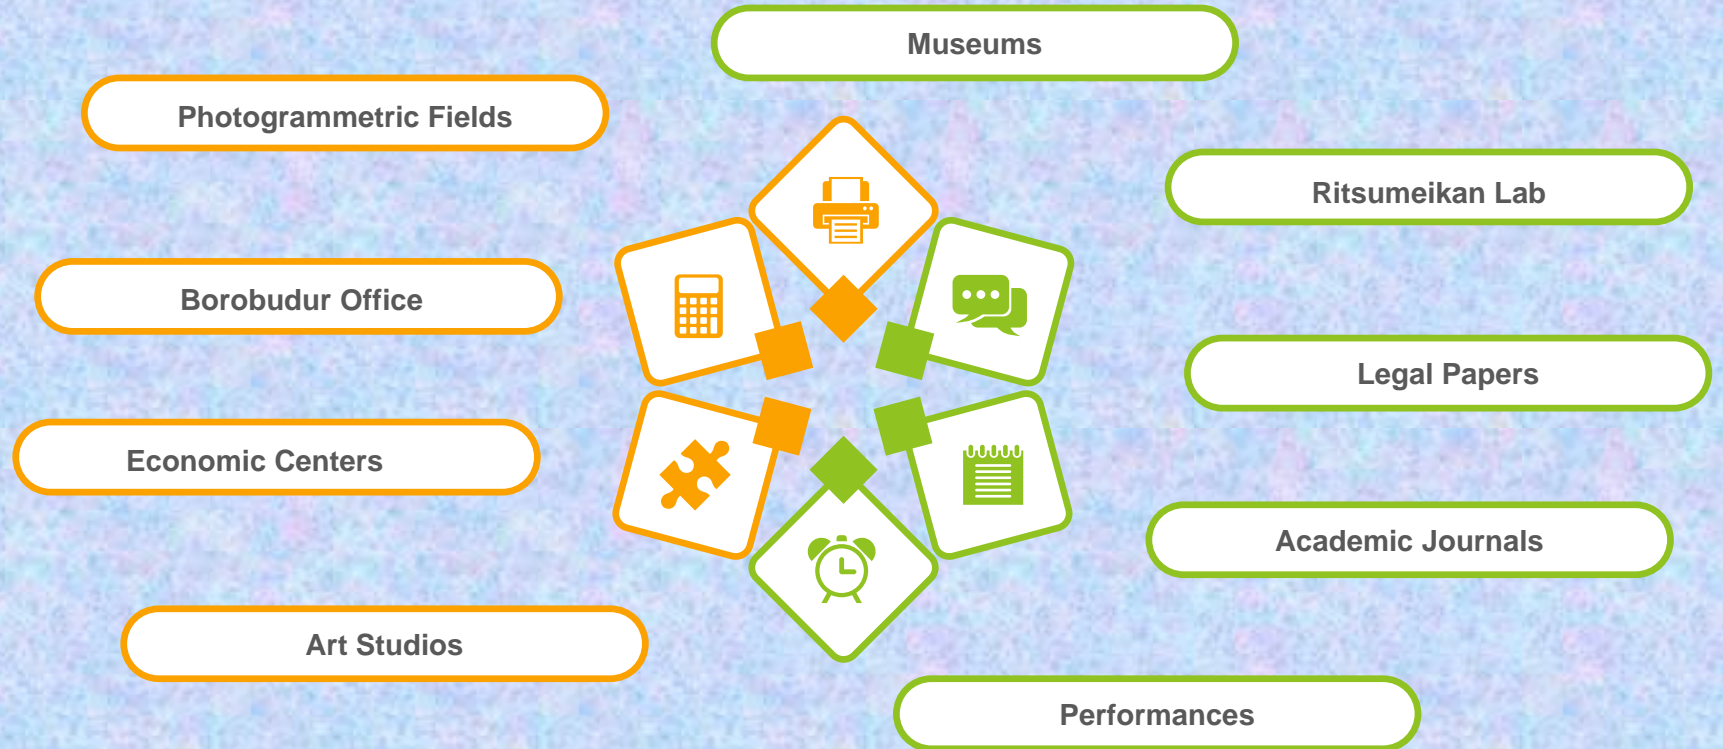 Museums
Photogrammetric Fields
Ritsumeikan Lab
Borobudur Office
Legal Papers
Economic Centers
Academic Journals
Art Studios
Performances